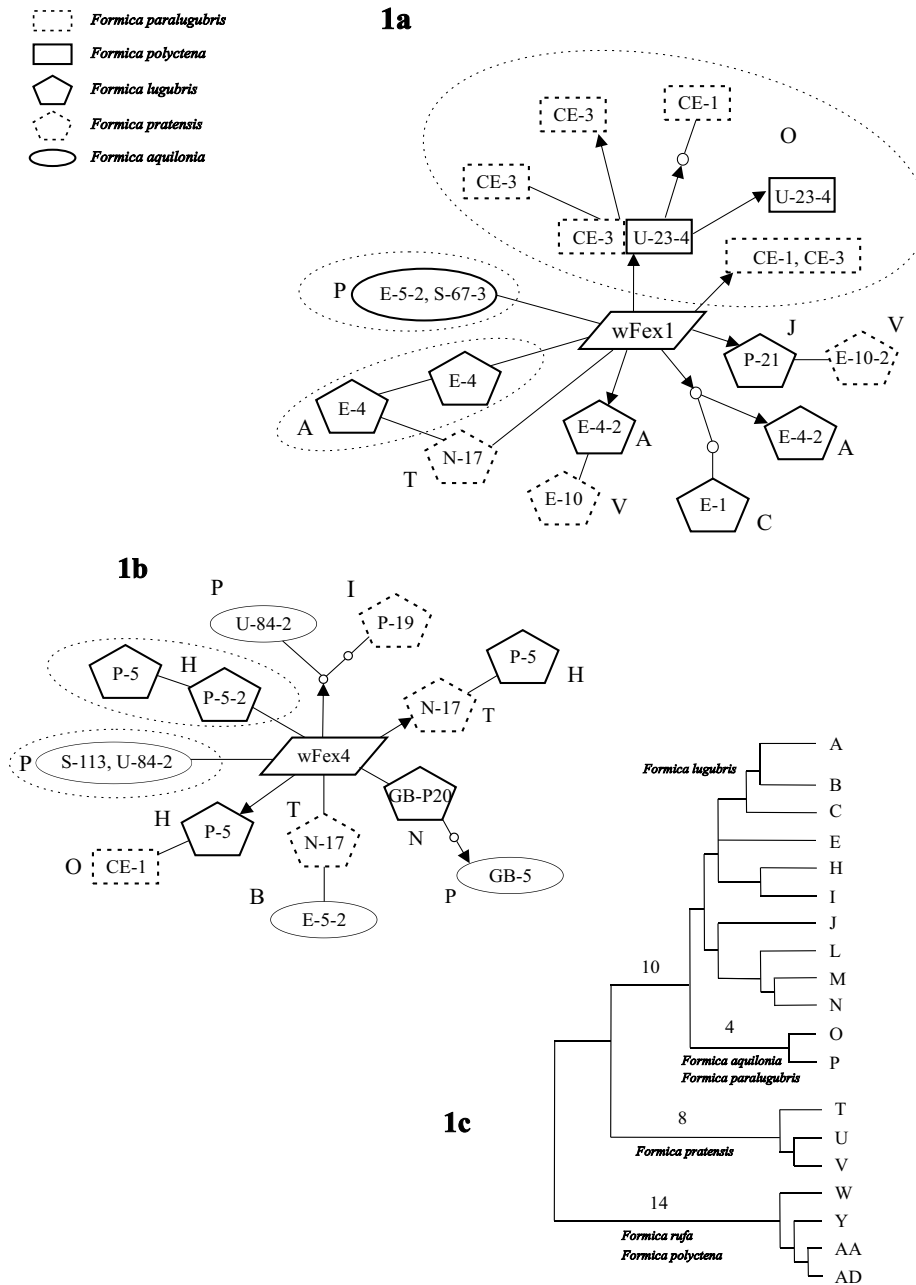 1a
Formica paralugubris
Formica polyctena
Formica lugubris
Formica pratensis
Formica aquilonia
CE-1
CE-3
O
CE-3
U-23-4
CE-3
U-23-4
CE-1, CE-3
P
E-5-2, S-67-3
wFex1
J
V
P-21
E-10-2
E-4
E-4
A
N-17
T
E-4-2
A
E-4-2
A
E-10
V
E-1
C
1b
P
I
U-84-2
P-19
P-5
H
P-5
H
P-5-2
N-17
T
P
S-113, U-84-2
wFex4
GB-P20
H
T
P-5
N-17
N
O
CE-1
GB-5
P
B
E-5-2
1c
Formica lugubris
A
B
C
E
H
I
J
L
M
N
10
4
O
P
Formica aquilonia
Formica paralugubris
8
T
U
V
Formica pratensis
14
W
Y
AA
AD
Formica rufa
Formica polyctena